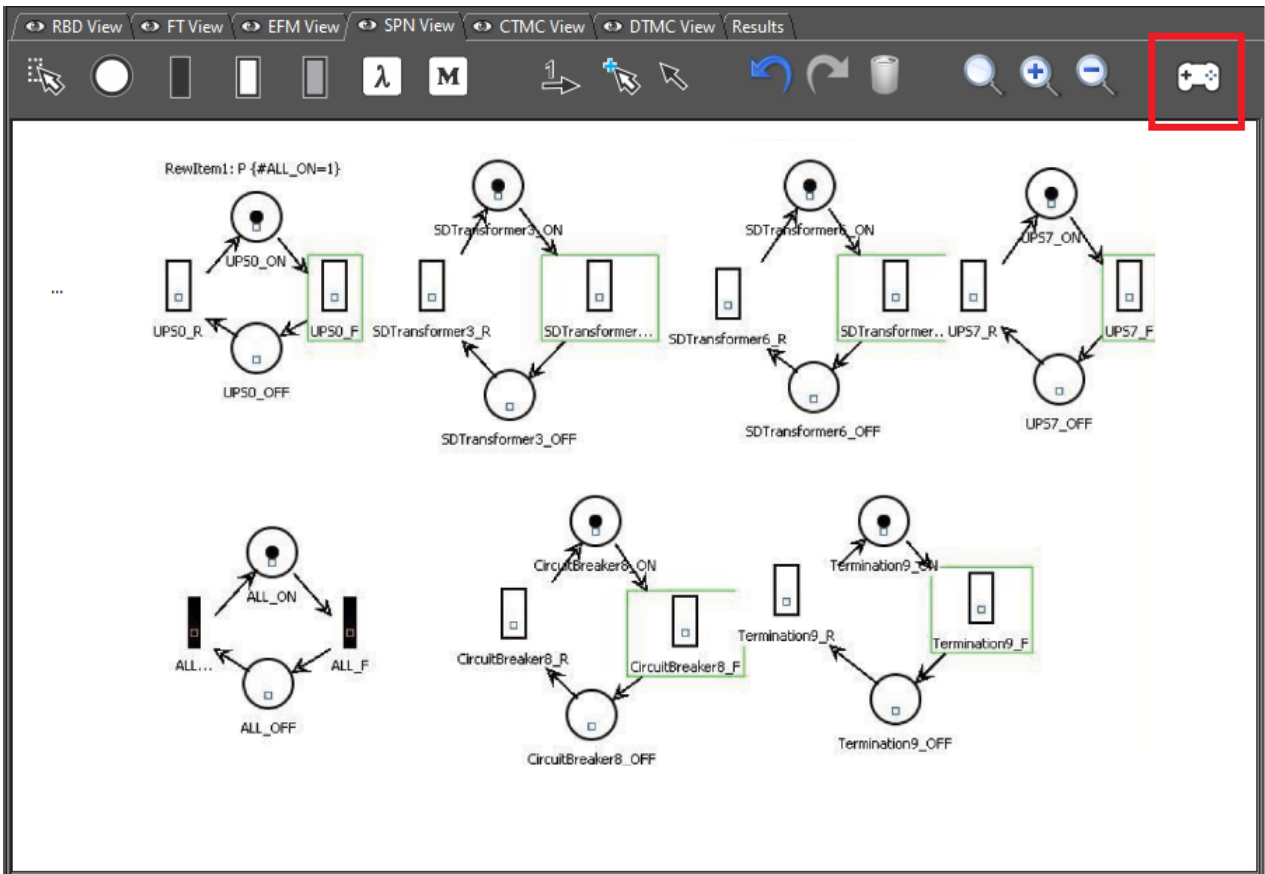 RBD View FT View EFM View SPN View CTMC View DTMC View Results
λ M 1
RewItem1: P {#ALL_ON=1}
SDTransformer3_ON
SDTransformer6_ON
UPS7_ON
UPS0_ON
...
UPS0_R
UPS0_F
SDTransformer3_R
SDTransformer...
SDTransformer6_R
SDTransformer..
UPS7_R
UPS7_F
UPS0_OFF
SDTransformer3_OFF
SDTransformer6_OFF
UPS7_OFF
CircuitBreaker8_ON
Termination9_ON
ALL_ON
ALL...
ALL_F
CircuitBreaker8_R
CircuitBreaker8_F
Termination9_R
Termination9_F
ALL_OFF
CircuitBreaker8_OFF
Termination9_OFF